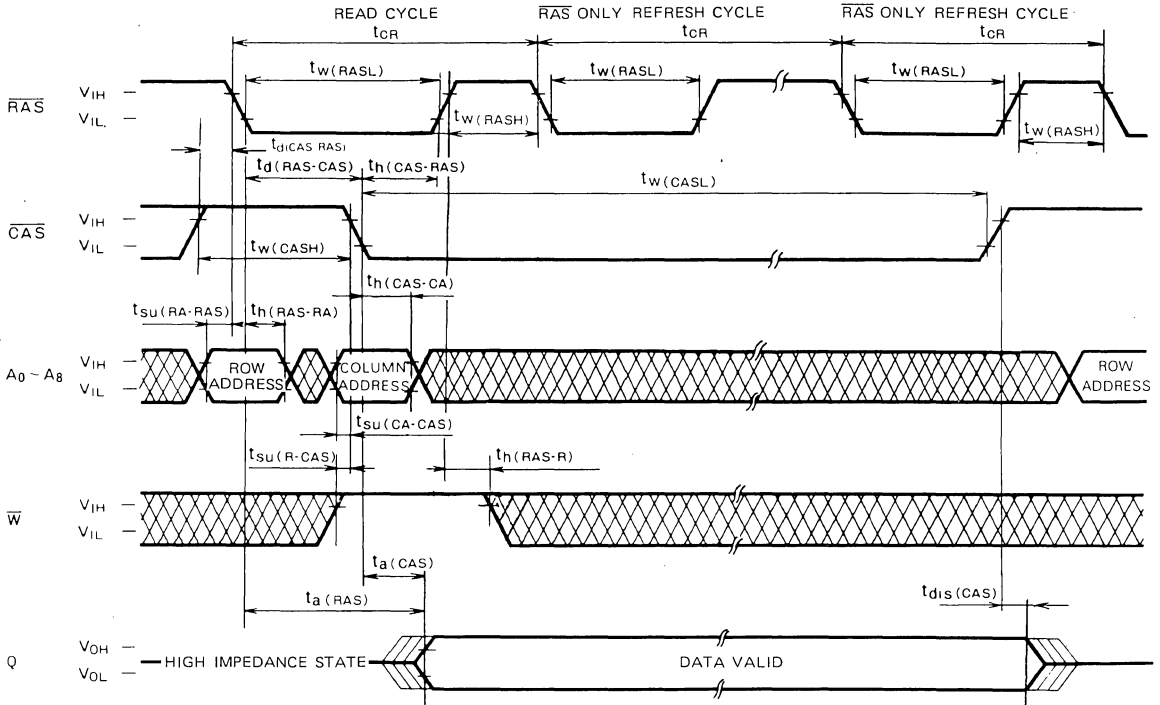 READ CYCLE
RAS ONLY REFRESH CYCLE
RAS ONLY REFRESH CYCLE
tCR
tCR
tCR
tw(RASL)
tw(RASL)
tw(RASL)
RAS
VIH
VIL
tw(RASH)
tw(RASH)
td(CAS RAS)
td(RAS-CAS)
th(CAS-RAS)
tw(CASL)
CAS
VIH
VIL
tw(CASH)
th(CAS-CA)
tsu(RA-RAS)
th(RAS-RA)
A0 ~ A8
VIH
VIL
ROW
ADDRESS
COLUMN
ADDRESS
ROW
ADDRESS
tsu(CA-CAS)
tsu(R-CAS)
th(RAS-R)
W
VIH
VIL
ta(CAS)
ta(RAS)
tdis(CAS)
Q
VOH
VOL
HIGH IMPEDANCE STATE
DATA VALID